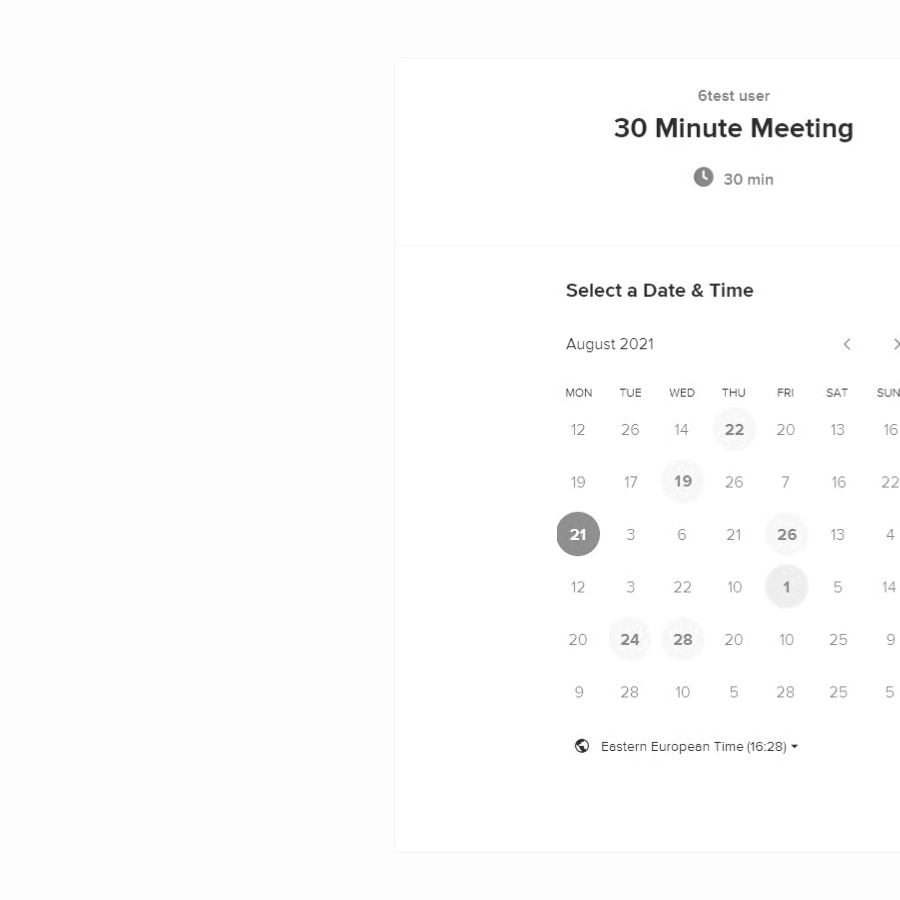 6test user
30 Minute Meeting
30 min
Select a Date & Time
August 2021
MON TUE WED THU FRI SAT SUN
12 26 14 22 20 13 16
19 17 19 26 7 16 22
21 3 6 21 26 13 4
12 3 22 10 1 5 14
20 24 28 20 10 25 9
9 28 10 5 28 25 5
Eastern European Time (16:28)